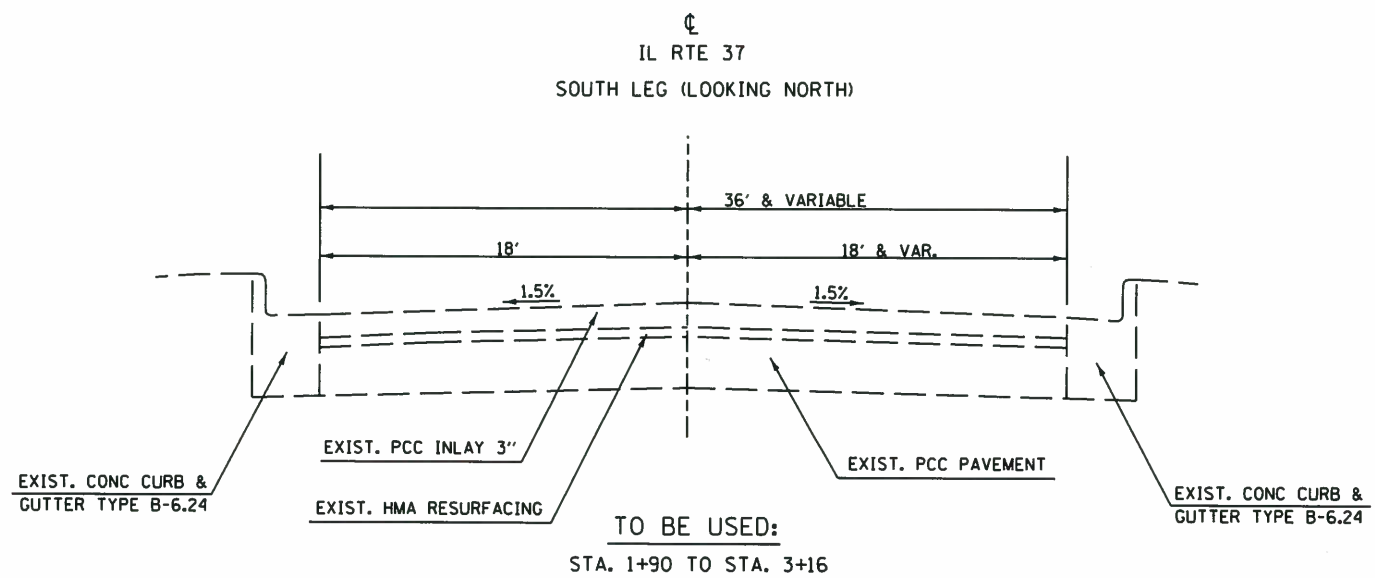 ℄
IL RTE 37
SOUTH LEG (LOOKING NORTH)
36' & VARIABLE
18'
18' & VAR.
1.5%
1.5%
EXIST. PCC INLAY 3''
EXIST. PCC PAVEMENT
EXIST. CONC CURB &
GUTTER TYPE B-6.24
EXIST. HMA RESURFACING
EXIST. CONC CURB &
GUTTER TYPE B-6.24
TO BE USED:
STA. 1+90 TO STA. 3+16